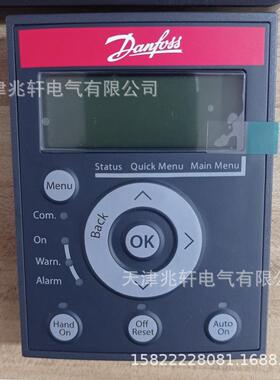 Danfoss
天津兆轩电气有限公司
Status Quick Menu Main Menu
Menu
Com.
Back
OK
On
Warn.
Alarm
天津兆轩电气有限公司
Hand On
Off Reset
Auto On
15822228081.1688.